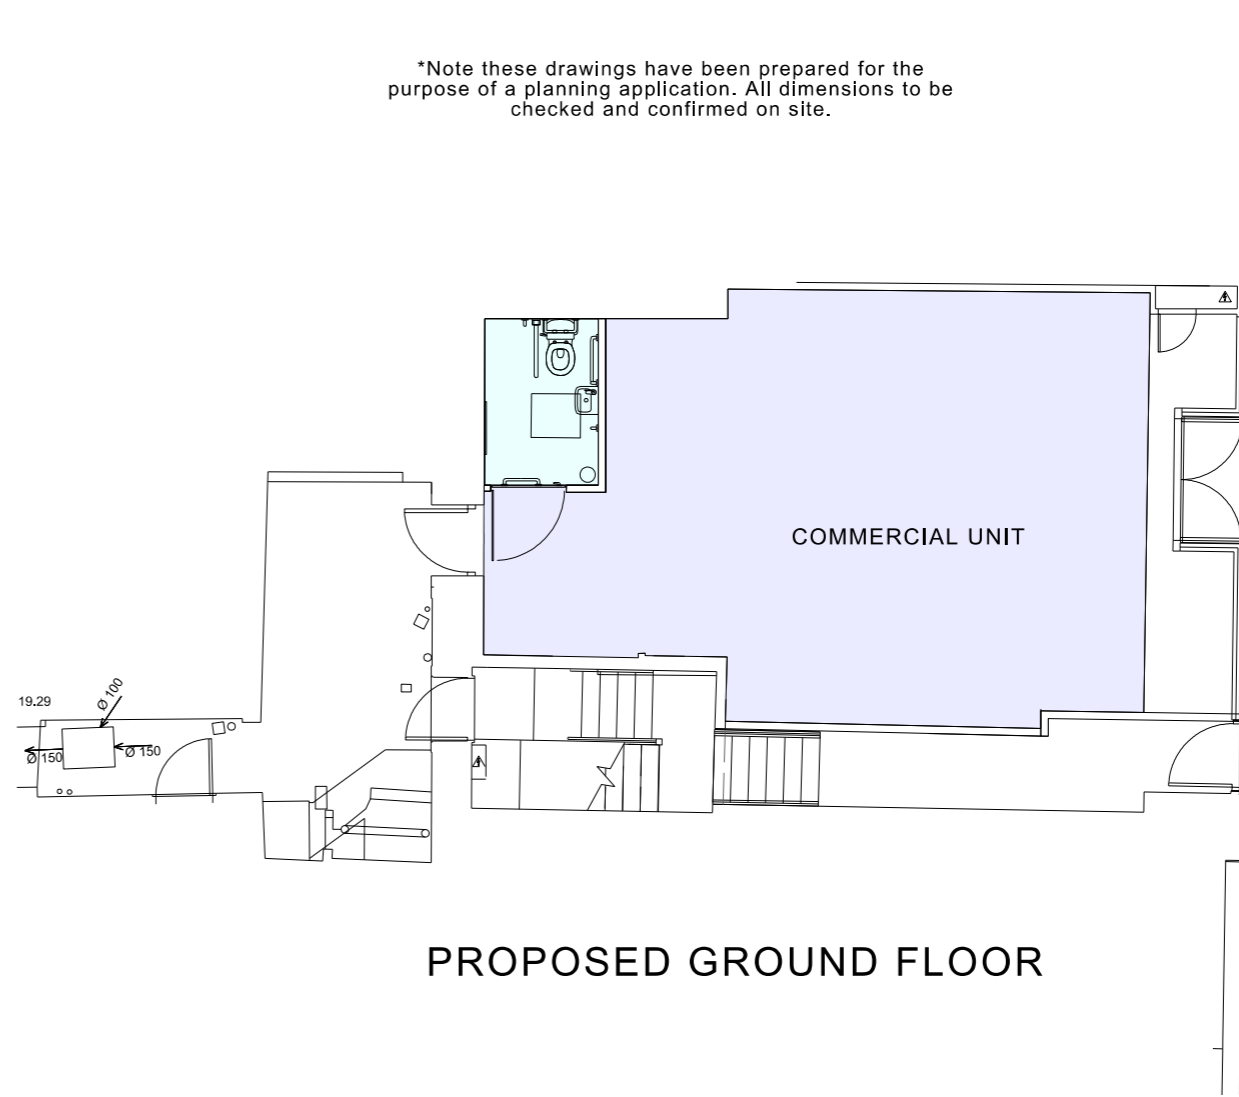 *Note these drawings have been prepared for the
purpose of a planning application. All dimensions to be
checked and confirmed on site.
COMMERCIAL UNIT
19.29
Ø 100
Ø 150
Ø 150
PROPOSED GROUND FLOOR